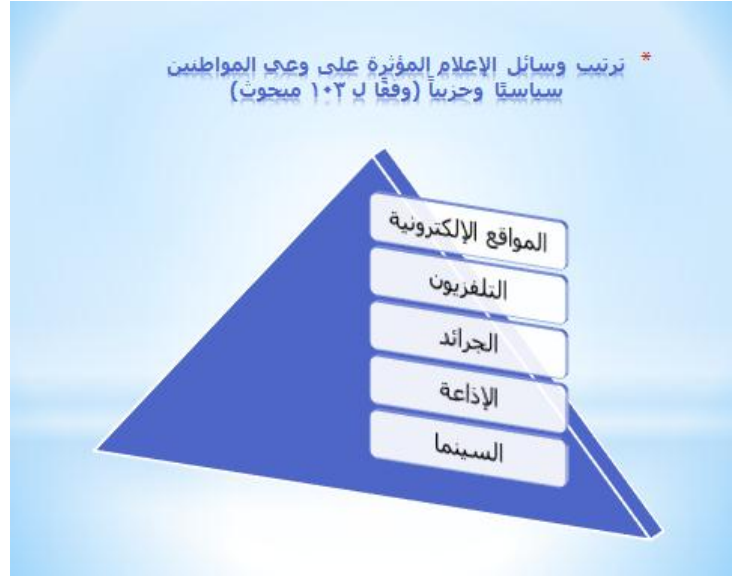 * ترتيب وسائل الإعلام المؤثرة على وعي المواطنين
سياسيًا وحزبياً (وفقًا ل ١٠٣ مبحوث)
المواقع الإلكترونية
التلفزيون
الجرائد
الإذاعة
السينما